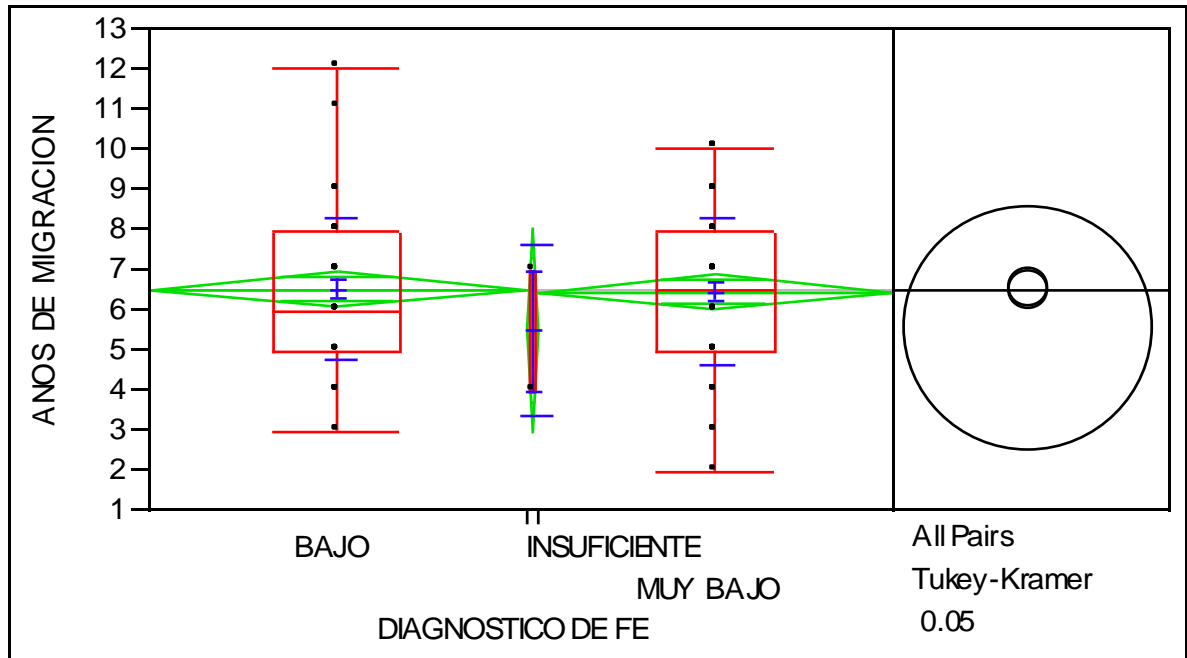 13
12
11
10
9
8
7
6
5
4
3
2
1
ANOS DE MIGRACION
BAJO
INSUFICIENTE
MUY BAJO
DIAGNOSTICO DE FE
All Pairs
Tukey-Kramer
0.05